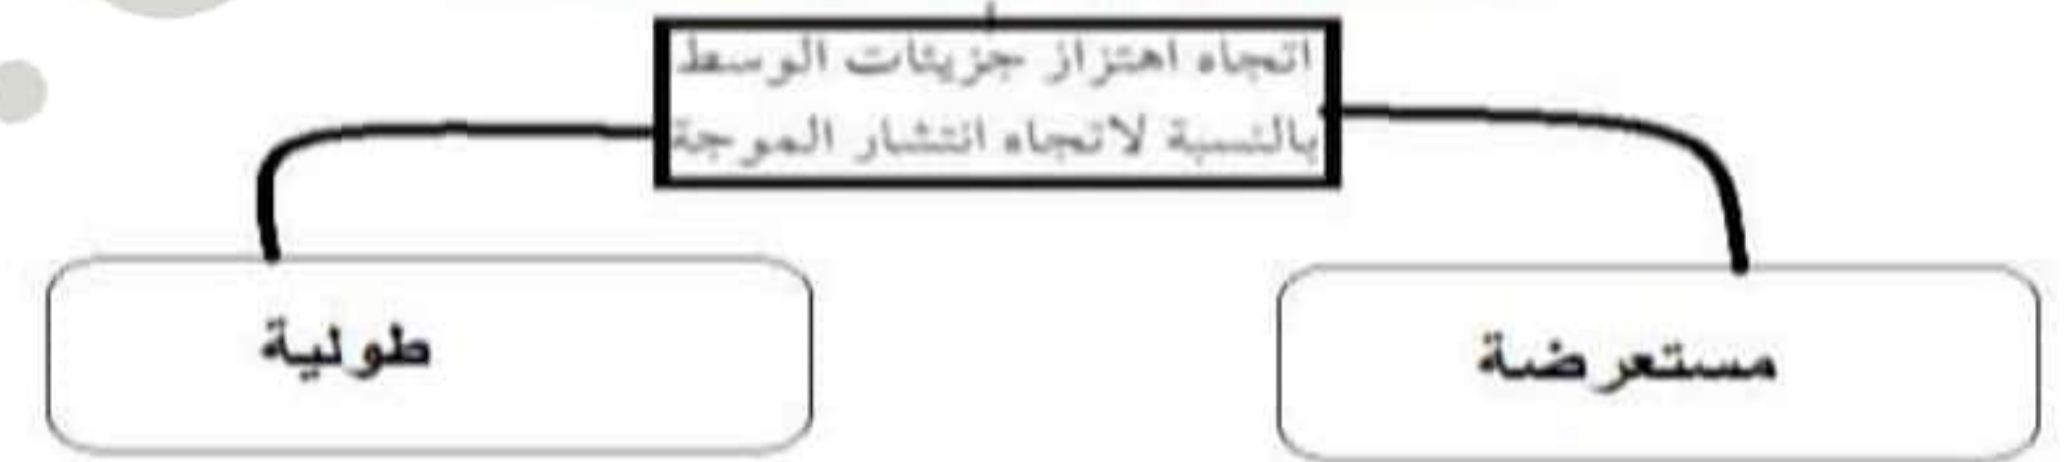 اتجاه اهتزاز جزيئات الوسط
بالنسبة لاتجاه انتشار الموجة
مستعرضة
طولية